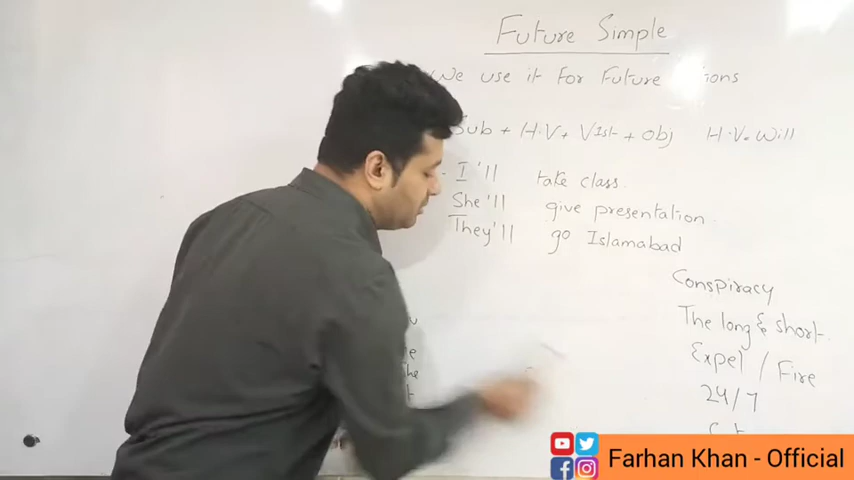 Future Simple
We use it for Future
Sub + H.V + VIst + obj H.V. Will
I'll take class.
She'll give presentation.
They'll go Islamabad
Conspiracy
The long & short.
Expel / Fire
24/7
Farhan Khan - Official